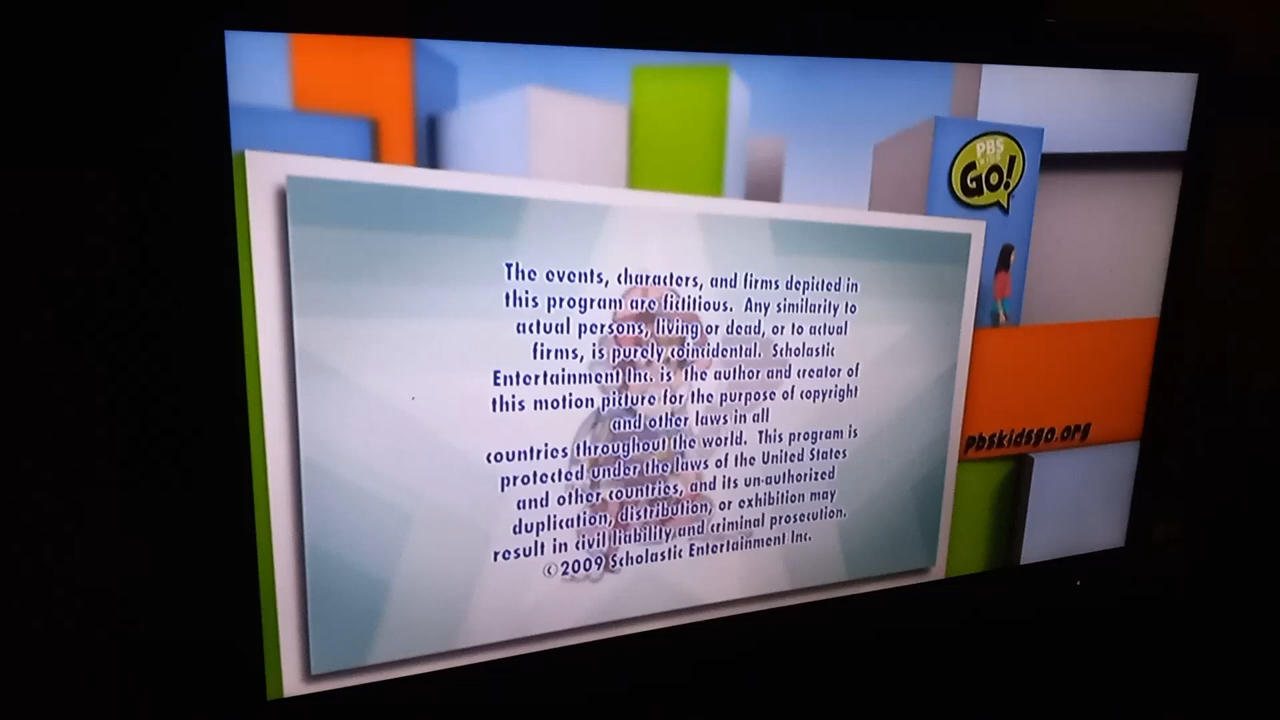 PBS
KIDS
GO!
The events, characters, and firms depicted in
this program are fictitious. Any similarity to
actual persons, living or dead, or to actual
firms, is purely coincidental. Scholastic
Entertainment Inc. is the author and creator of
this motion picture for the purpose of copyright
and other laws in all
countries throughout the world. This program is
protected under the laws of the United States
and other countries, and its un-authorized
duplication, distribution, or exhibition may
result in civil liability and criminal prosecution.
©2009 Scholastic Entertainment Inc.
pbskidsgo.org